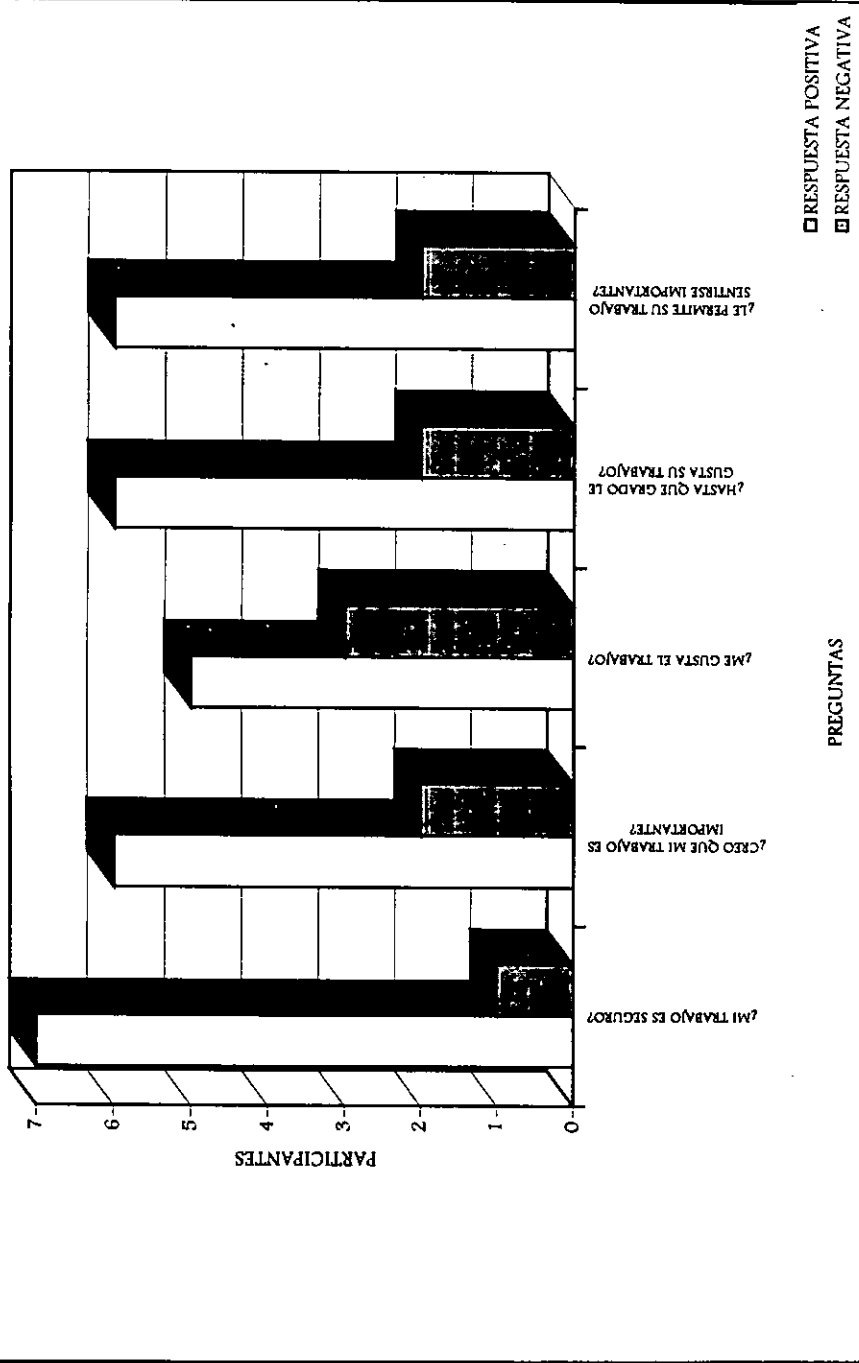 PARTICIPANTES
7
6
5
4
3
2
1
0
¿MI TRABAJO ES SEGURO?
¿CREO QUE MI TRABAJO ES
IMPORTANTE?
¿ME GUSTA EL TRABAJO?
¿HASTA QUE GRADO LE
GUSTA SU TRABAJO?
¿LE PERMITE SU TRABAJO
SENTIRSE IMPORTANTE?
PREGUNTAS
RESPUESTA POSITIVA
RESPUESTA NEGATIVA